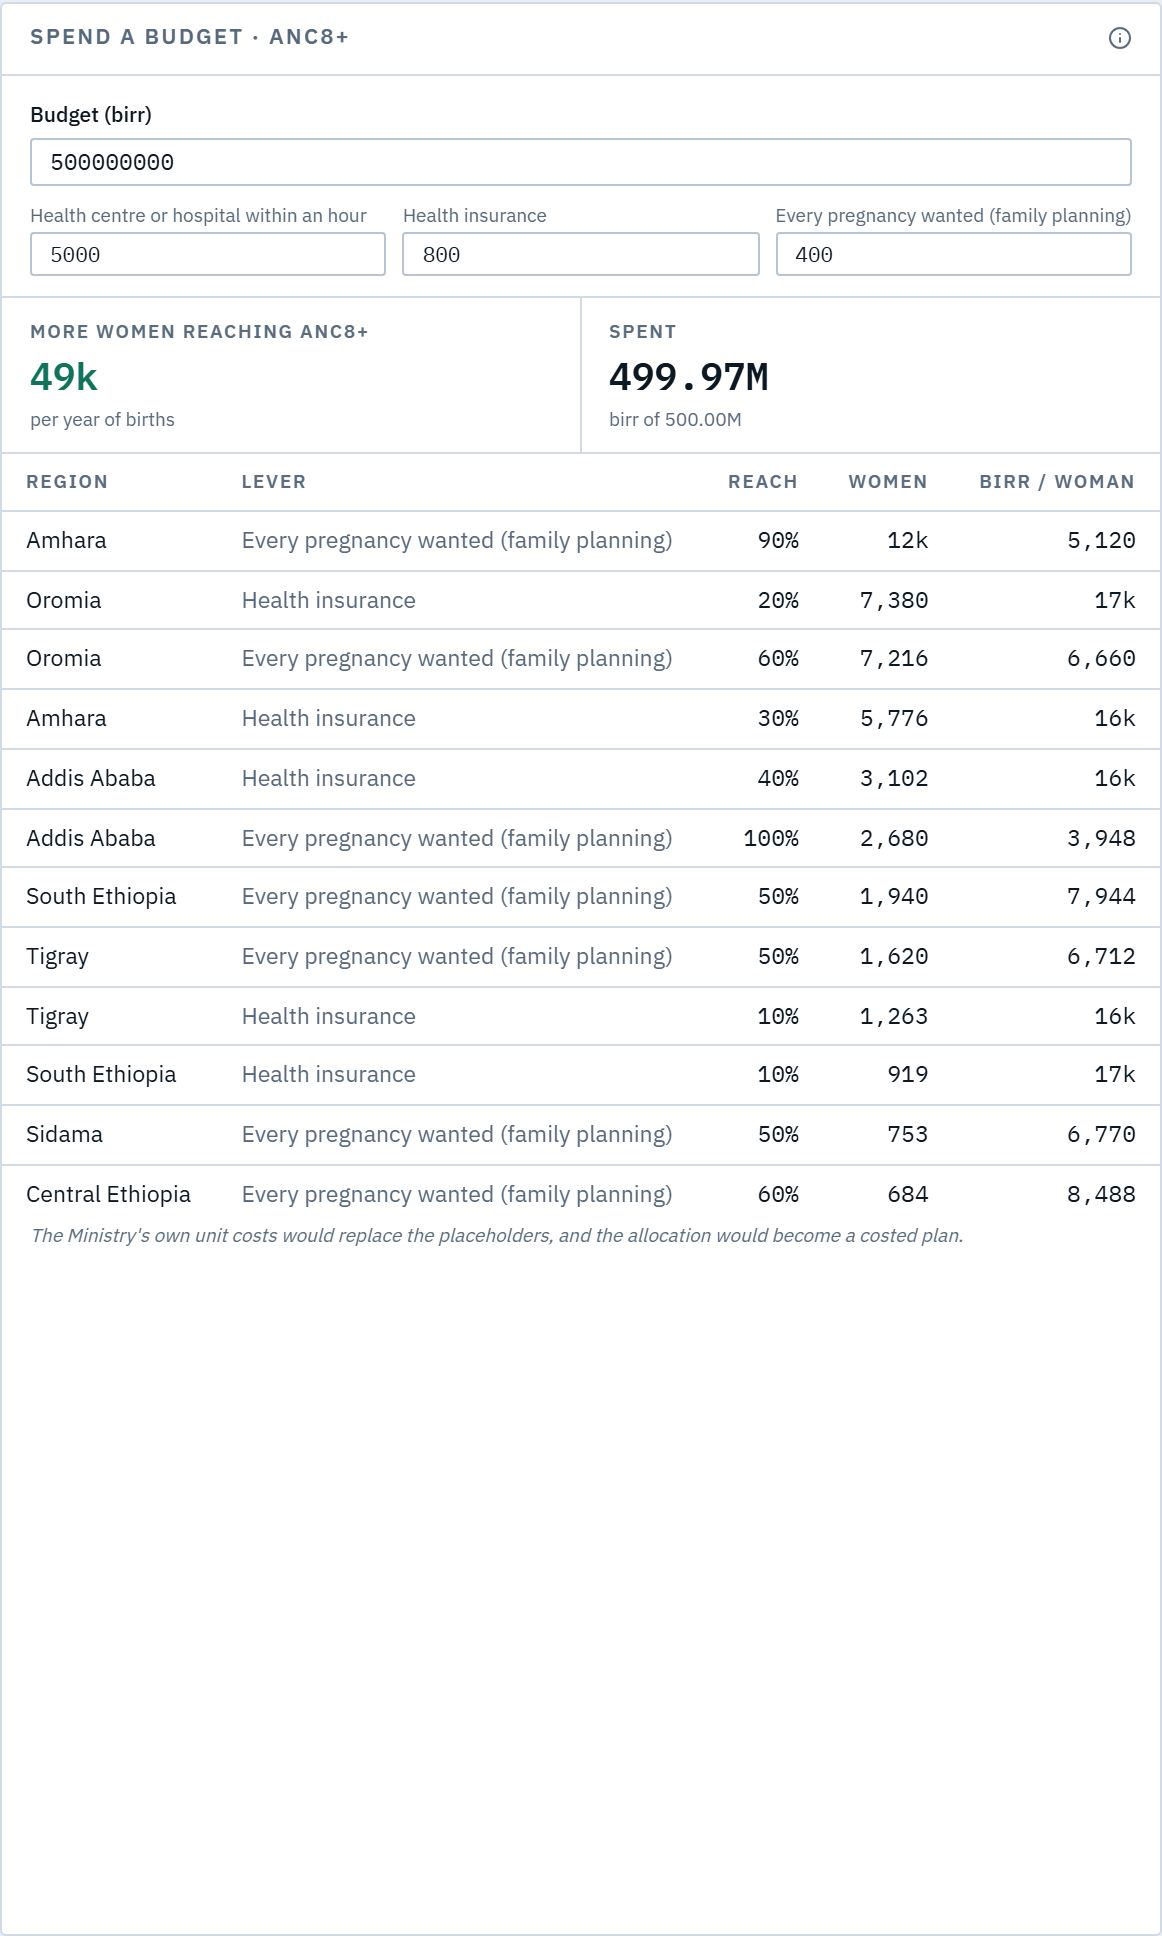 SPEND A BUDGET · ANC8+
Budget (birr)
500000000
Health centre or hospital within an hour Health insurance Every pregnancy wanted (family planning)
5000 800 400
MORE WOMEN REACHING ANC8+ SPENT
49k 499.97M
per year of births birr of 500.00M
REGION LEVER REACH WOMEN BIRR / WOMAN
Amhara Every pregnancy wanted (family planning) 90% 12k 5,120
Oromia Health insurance 20% 7,380 17k
Oromia Every pregnancy wanted (family planning) 60% 7,216 6,660
Amhara Health insurance 30% 5,776 16k
Addis Ababa Health insurance 40% 3,102 16k
Addis Ababa Every pregnancy wanted (family planning) 100% 2,680 3,948
South Ethiopia Every pregnancy wanted (family planning) 50% 1,940 7,944
Tigray Every pregnancy wanted (family planning) 50% 1,620 6,712
Tigray Health insurance 10% 1,263 16k
South Ethiopia Health insurance 10% 919 17k
Sidama Every pregnancy wanted (family planning) 50% 753 6,770
Central Ethiopia Every pregnancy wanted (family planning) 60% 684 8,488
The Ministry's own unit costs would replace the placeholders, and the allocation would become a costed plan.